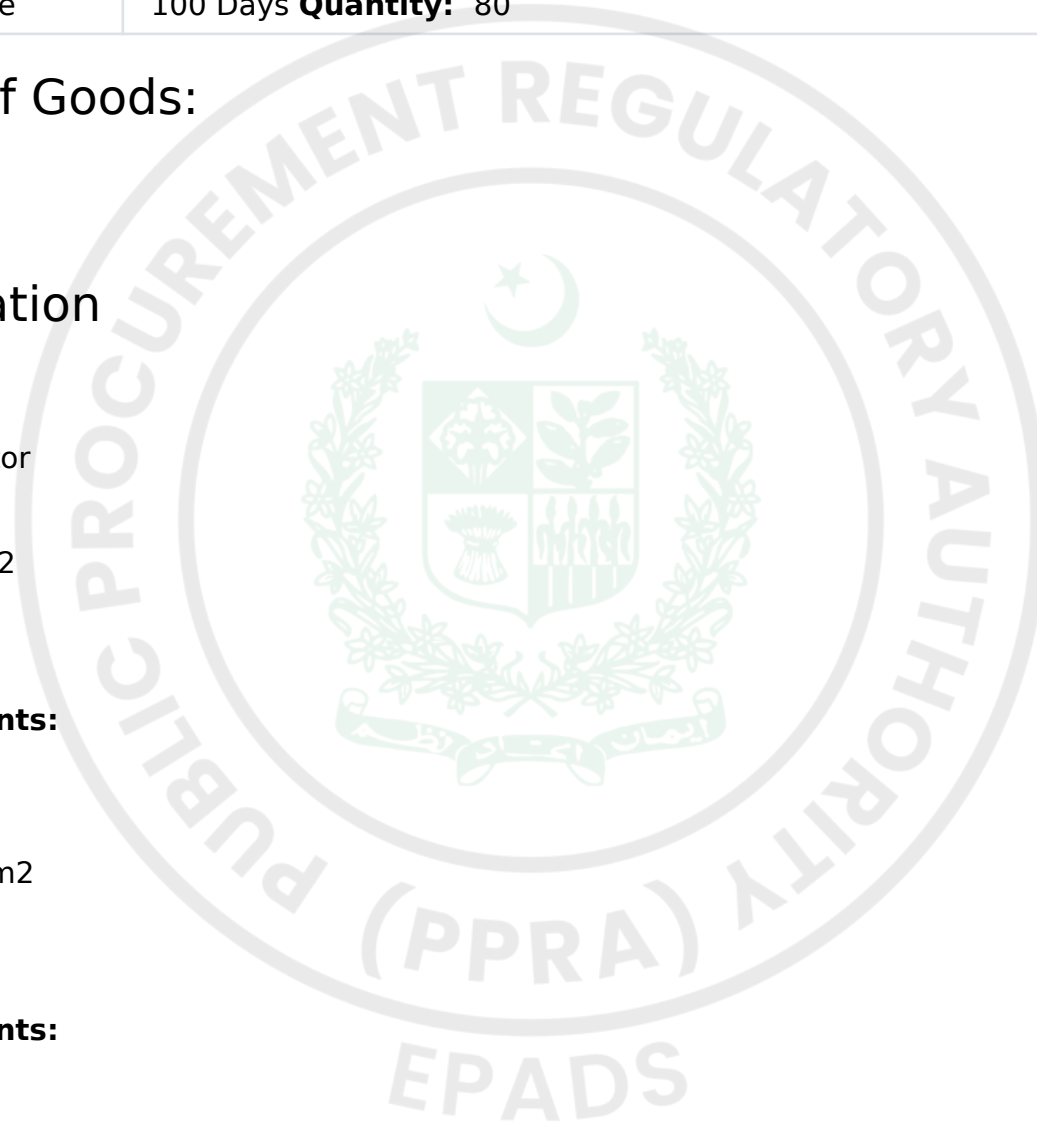 e 100 Days Quantity: 80
f Goods:
ation
or
2
nts:
m2
nts:
PUBLIC PROCUREMENT REGULATORY AUTHORITY
(PPRA)
EPADS